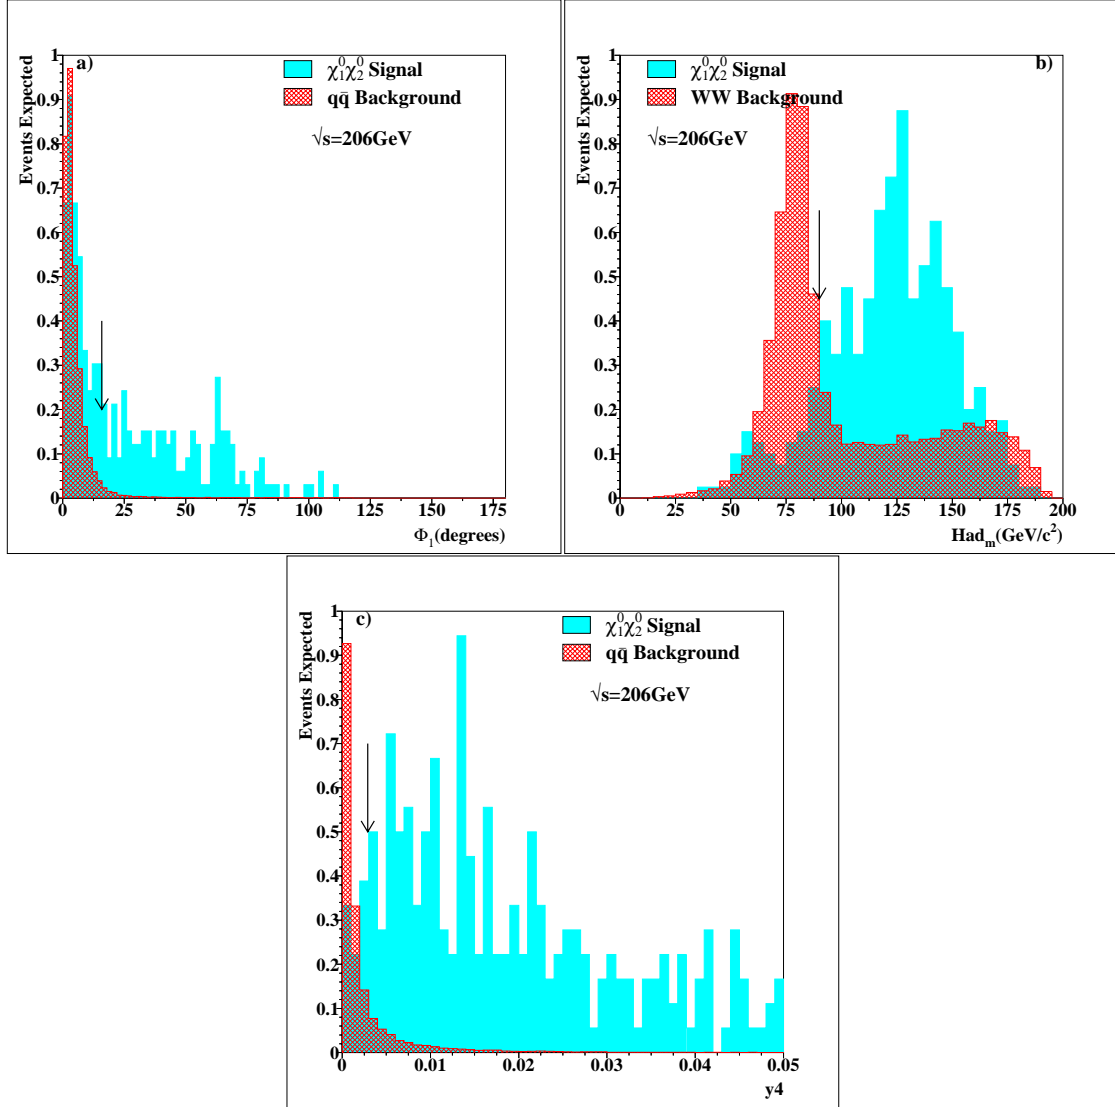 a)
χ₁⁰χ₂⁰ Signal
qq̄ Background
√s=206GeV
Events Expected
1
0.9
0.8
0.7
0.6
0.5
0.4
0.3
0.2
0.1
0
0 25 50 75 100 125 150 175
Φ₁(degrees)
b)
χ₁⁰χ₂⁰ Signal
WW Background
√s=206GeV
Events Expected
1
0.9
0.8
0.7
0.6
0.5
0.4
0.3
0.2
0.1
0
0 25 50 75 100 125 150 175 200
Hadₘ(GeV/c²)
c)
χ₁⁰χ₂⁰ Signal
qq̄ Background
√s=206GeV
Events Expected
1
0.9
0.8
0.7
0.6
0.5
0.4
0.3
0.2
0.1
0
0 0.01 0.02 0.03 0.04 0.05
y4